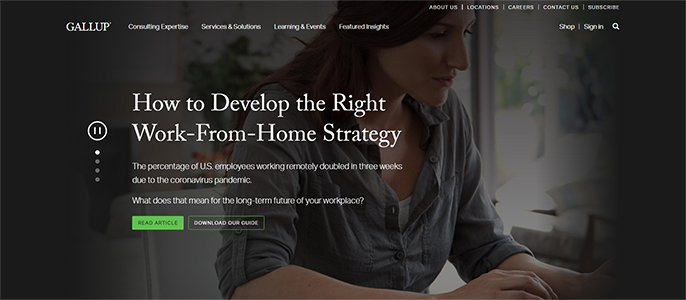 ABOUT US | LOCATIONS | CAREERS | CONTACT US | SUBSCRIBE
GALLUP® Consulting Expertise Services & Solutions Learning & Events Featured Insights Shop | Sign in
How to Develop the Right
Work-From-Home Strategy
The percentage of U.S. employees working remotely doubled in three weeks
due to the coronavirus pandemic.
What does that mean for the long-term future of your workplace?
READ ARTICLE DOWNLOAD OUR GUIDE